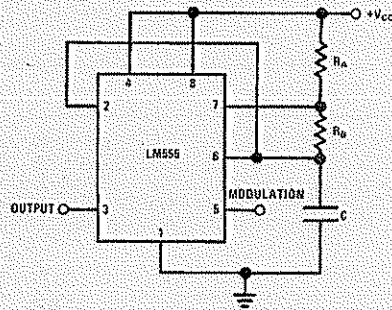 +VCC
RA
4 8
2 7
RB
LM555
6
MODULATION
OUTPUT 3 5
C
1